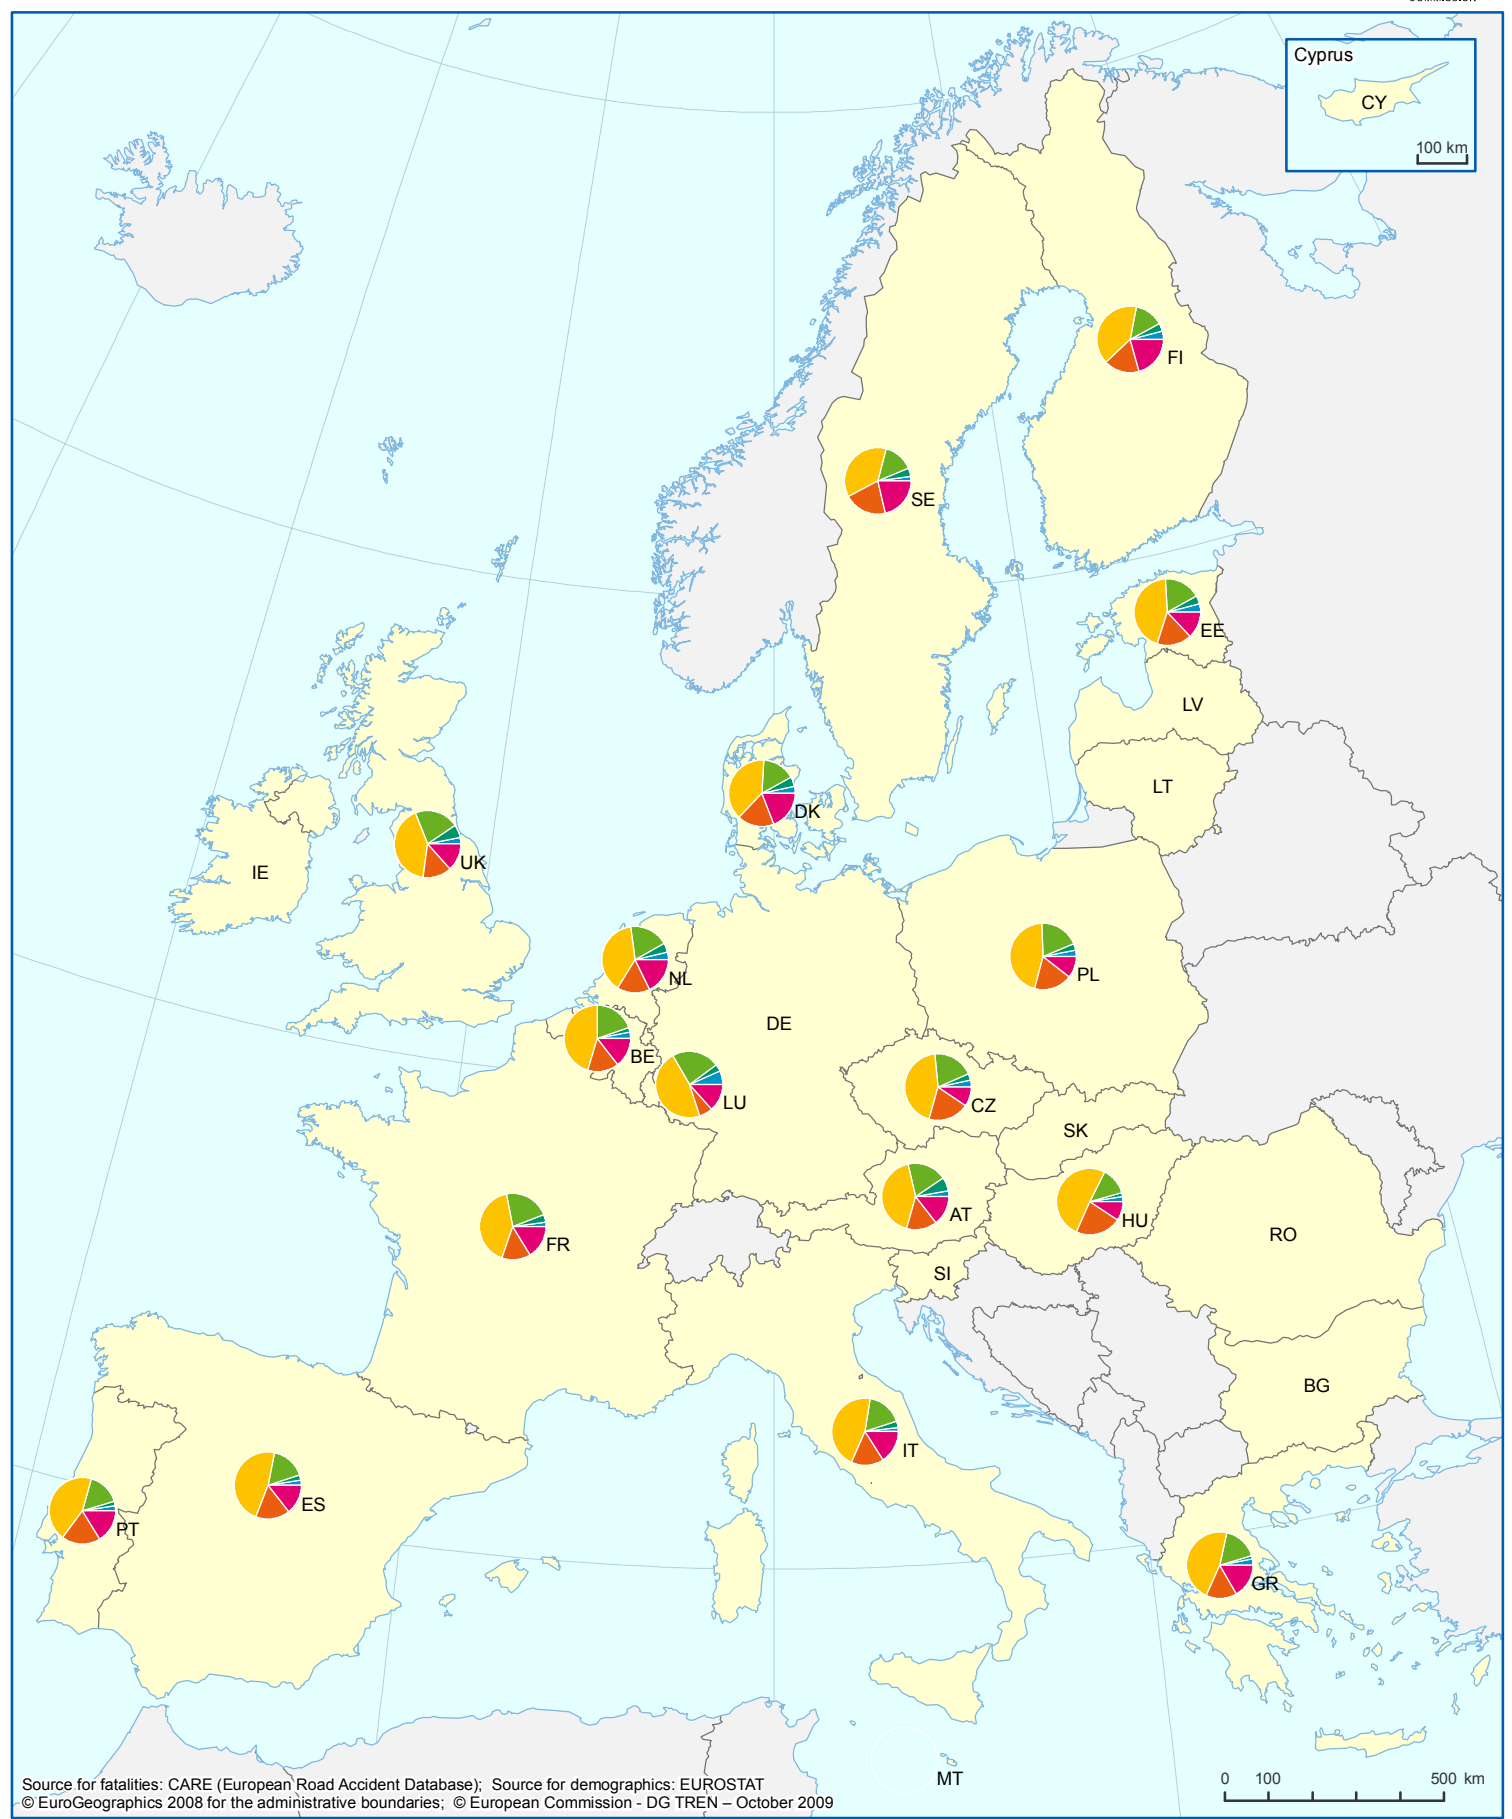 Cyprus
CY
100 km
FI
SE
EE
LV
LT
DK
UK
IE
NL
PL
DE
BE
LU
CZ
SK
AT
HU
FR
RO
SI
BG
IT
ES
PT
GR
MT
0 100 500 km
Source for fatalities: CARE (European Road Accident Database); Source for demographics: EUROSTAT
© EuroGeographics 2008 for the administrative boundaries; © European Commission - DG TREN – October 2009